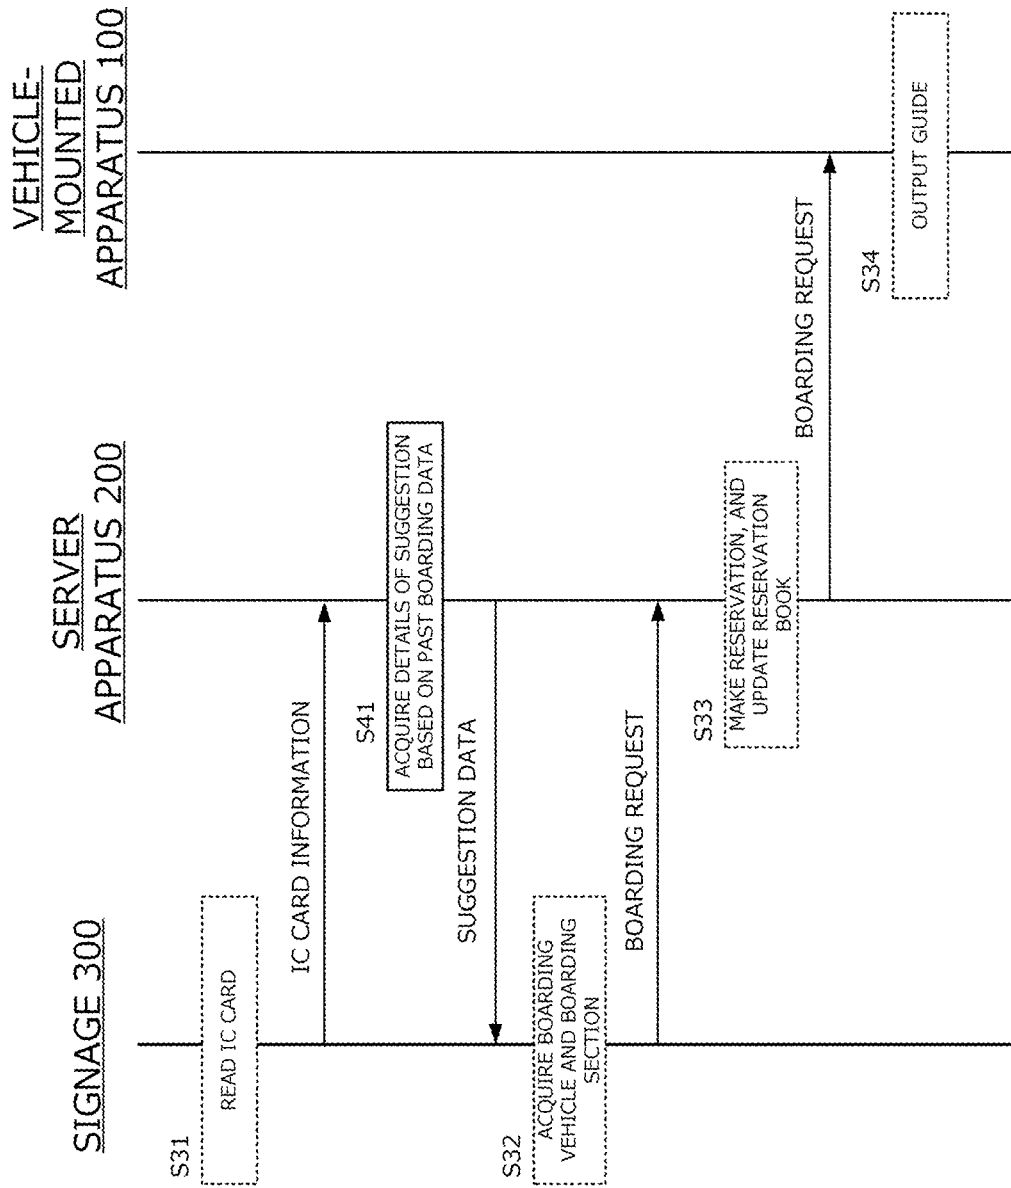 SIGNAGE 300
SERVER
APPARATUS 200
VEHICLE-
MOUNTED
APPARATUS 100
S31
READ IC CARD
IC CARD INFORMATION
S41
ACQUIRE DETAILS OF SUGGESTION
BASED ON PAST BOARDING DATA
SUGGESTION DATA
S32
ACQUIRE BOARDING
VEHICLE AND BOARDING
SECTION
BOARDING REQUEST
S33
MAKE RESERVATION, AND
UPDATE RESERVATION
BOOK
BOARDING REQUEST
S34
OUTPUT GUIDE